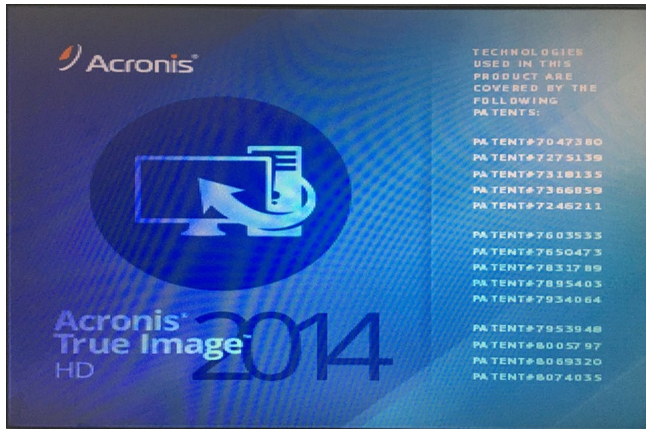 Acronis®
TECHNOLOGIES
USED IN THIS
PRODUCT ARE
COVERED BY THE
FOLLOWING
PATENTS:
PATENT#7047380
PATENT#7275139
PATENT#7318135
PATENT#7366859
PATENT#7246211
PATENT#7603533
PATENT#7650473
PATENT#7831789
PATENT#7895403
PATENT#7934064
PATENT#7953948
PATENT#8005797
PATENT#8069320
PATENT#8074035
Acronis®
True Image™
HD
2014